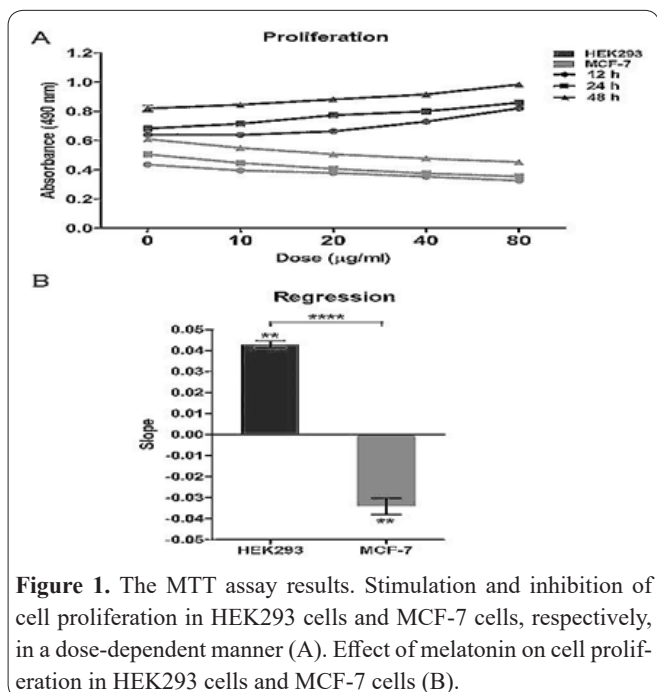 A
Proliferation
HEK293
MCF-7
12 h
24 h
48 h
1.2
1.0
0.8
0.6
0.4
0.2
0.0
Absorbance (490 nm)
0 10 20 40 80
Dose (µg/ml)
B
Regression
****
**
0.05
0.04
0.03
0.02
0.01
0.00
-0.01
-0.02
-0.03
-0.04
-0.05
Slope
**
HEK293 MCF-7
Figure 1. The MTT assay results. Stimulation and inhibition of
cell proliferation in HEK293 cells and MCF-7 cells, respectively,
in a dose-dependent manner (A). Effect of melatonin on cell prolif-
eration in HEK293 cells and MCF-7 cells (B).